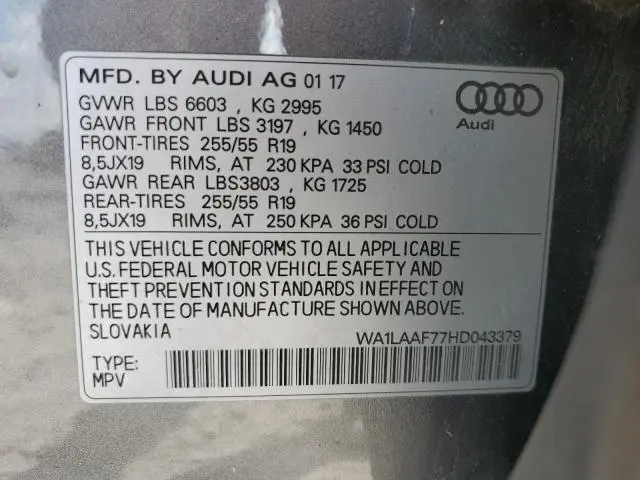 MFD. BY AUDI AG 01 17
GVWR LBS 6603 , KG 2995
GAWR FRONT LBS 3197 , KG 1450
FRONT-TIRES 255/55 R19
8,5JX19 RIMS, AT 230 KPA 33 PSI COLD
GAWR REAR LBS3803 , KG 1725
REAR-TIRES 255/55 R19
8,5JX19 RIMS, AT 250 KPA 36 PSI COLD
Audi
THIS VEHICLE CONFORMS TO ALL APPLICABLE
U.S. FEDERAL MOTOR VEHICLE SAFETY AND
THEFT PREVENTION STANDARDS IN EFFECT ON
THE DATE OF MANUFACTURE SHOWN ABOVE.
SLOVAKIA WA1LAAF77HD043379
TYPE:
MPV